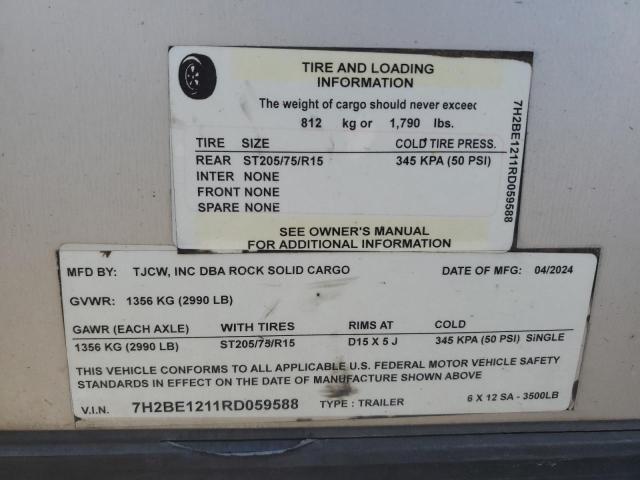 TIRE AND LOADING
INFORMATION
The weight of cargo should never exceed
812 kg or 1,790 lbs.
TIRE SIZE COLD TIRE PRESS.
REAR ST205/75/R15 345 KPA (50 PSI)
INTER NONE
FRONT NONE
SPARE NONE
SEE OWNER'S MANUAL
FOR ADDITIONAL INFORMATION
7H2BE1211RD059588
MFD BY: TJCW, INC DBA ROCK SOLID CARGO DATE OF MFG: 04/2024
GVWR: 1356 KG (2990 LB)
GAWR (EACH AXLE) WITH TIRES RIMS AT COLD
1356 KG (2990 LB) ST205/75/R15 D15 X 5 J 345 KPA (50 PSI) SINGLE
THIS VEHICLE CONFORMS TO ALL APPLICABLE U.S. FEDERAL MOTOR VEHICLE SAFETY
STANDARDS IN EFFECT ON THE DATE OF MANUFACTURE SHOWN ABOVE
V.I.N. 7H2BE1211RD059588 TYPE : TRAILER 6 X 12 SA - 3500LB